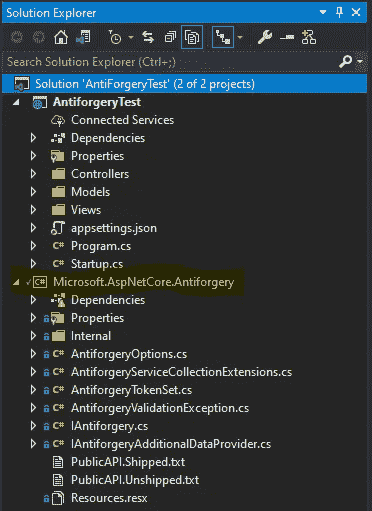 Solution Explorer
Search Solution Explorer (Ctrl+;)
Solution 'AntiForgeryTest' (2 of 2 projects)
AntiforgeryTest
Connected Services
Dependencies
Properties
Controllers
Models
Views
appsettings.json
C# Program.cs
C# Startup.cs
C# Microsoft.AspNetCore.Antiforgery
Dependencies
Properties
Internal
C# AntiforgeryOptions.cs
C# AntiforgeryServiceCollectionExtensions.cs
C# AntiforgeryTokenSet.cs
C# AntiforgeryValidationException.cs
C# IAntiforgery.cs
C# IAntiforgeryAdditionalDataProvider.cs
PublicAPI.Shipped.txt
PublicAPI.Unshipped.txt
Resources.resx